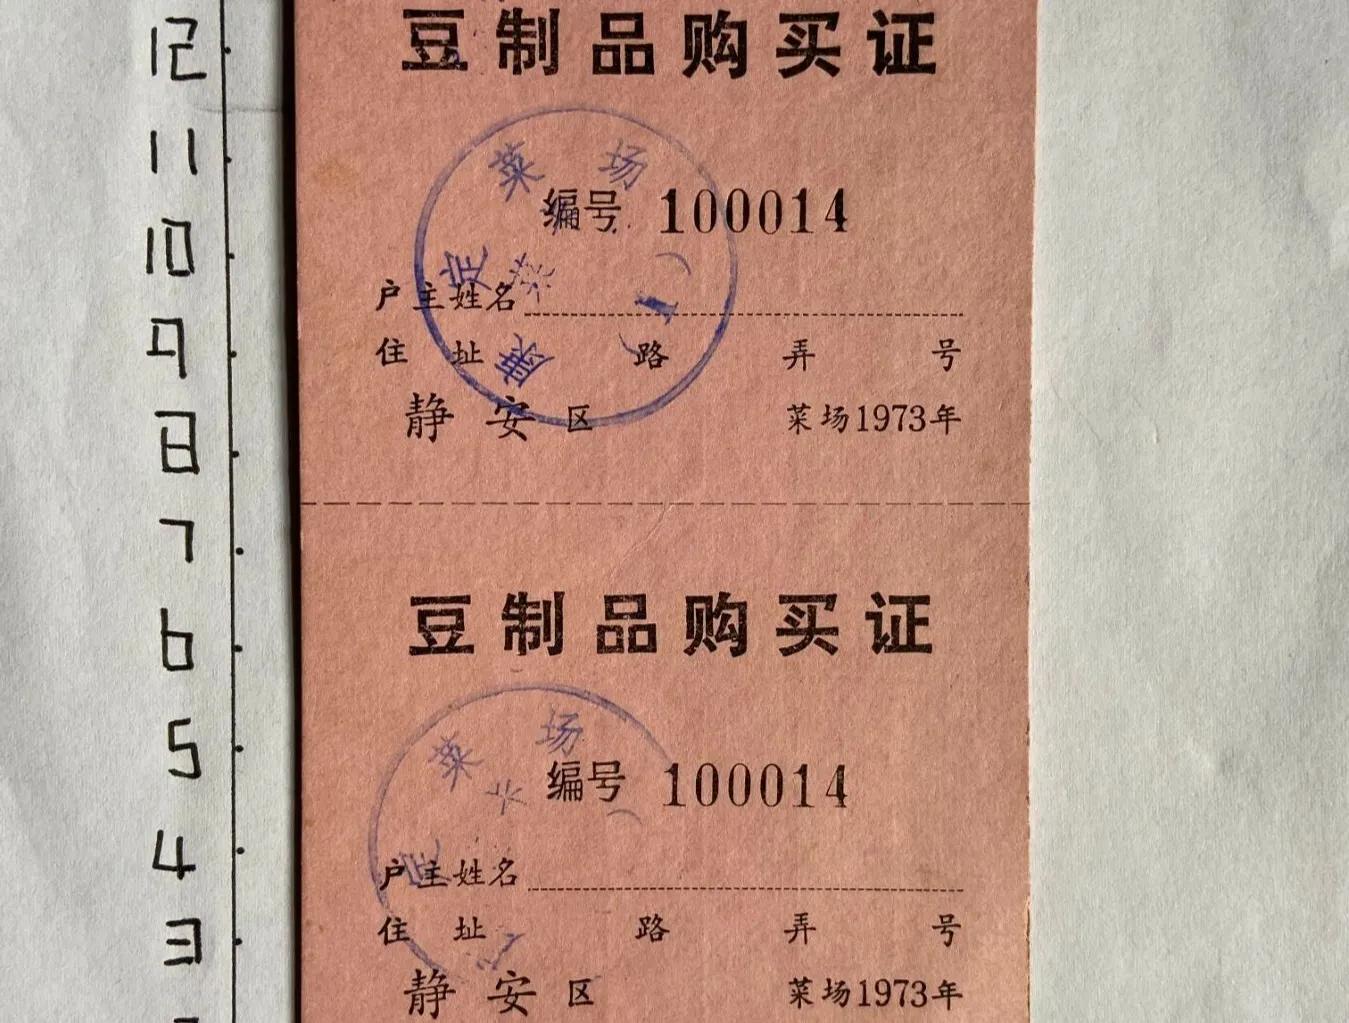 12
11
10
9
8
7
6
5
4
3
豆制品购买证
菜场
编号 100014
康定
户主姓名
住址 路 弄 号
静安区 菜场1973年
豆制品购买证
菜场
编号 100014
定
户主姓名
住址 路 弄 号
静安区 菜场1973年